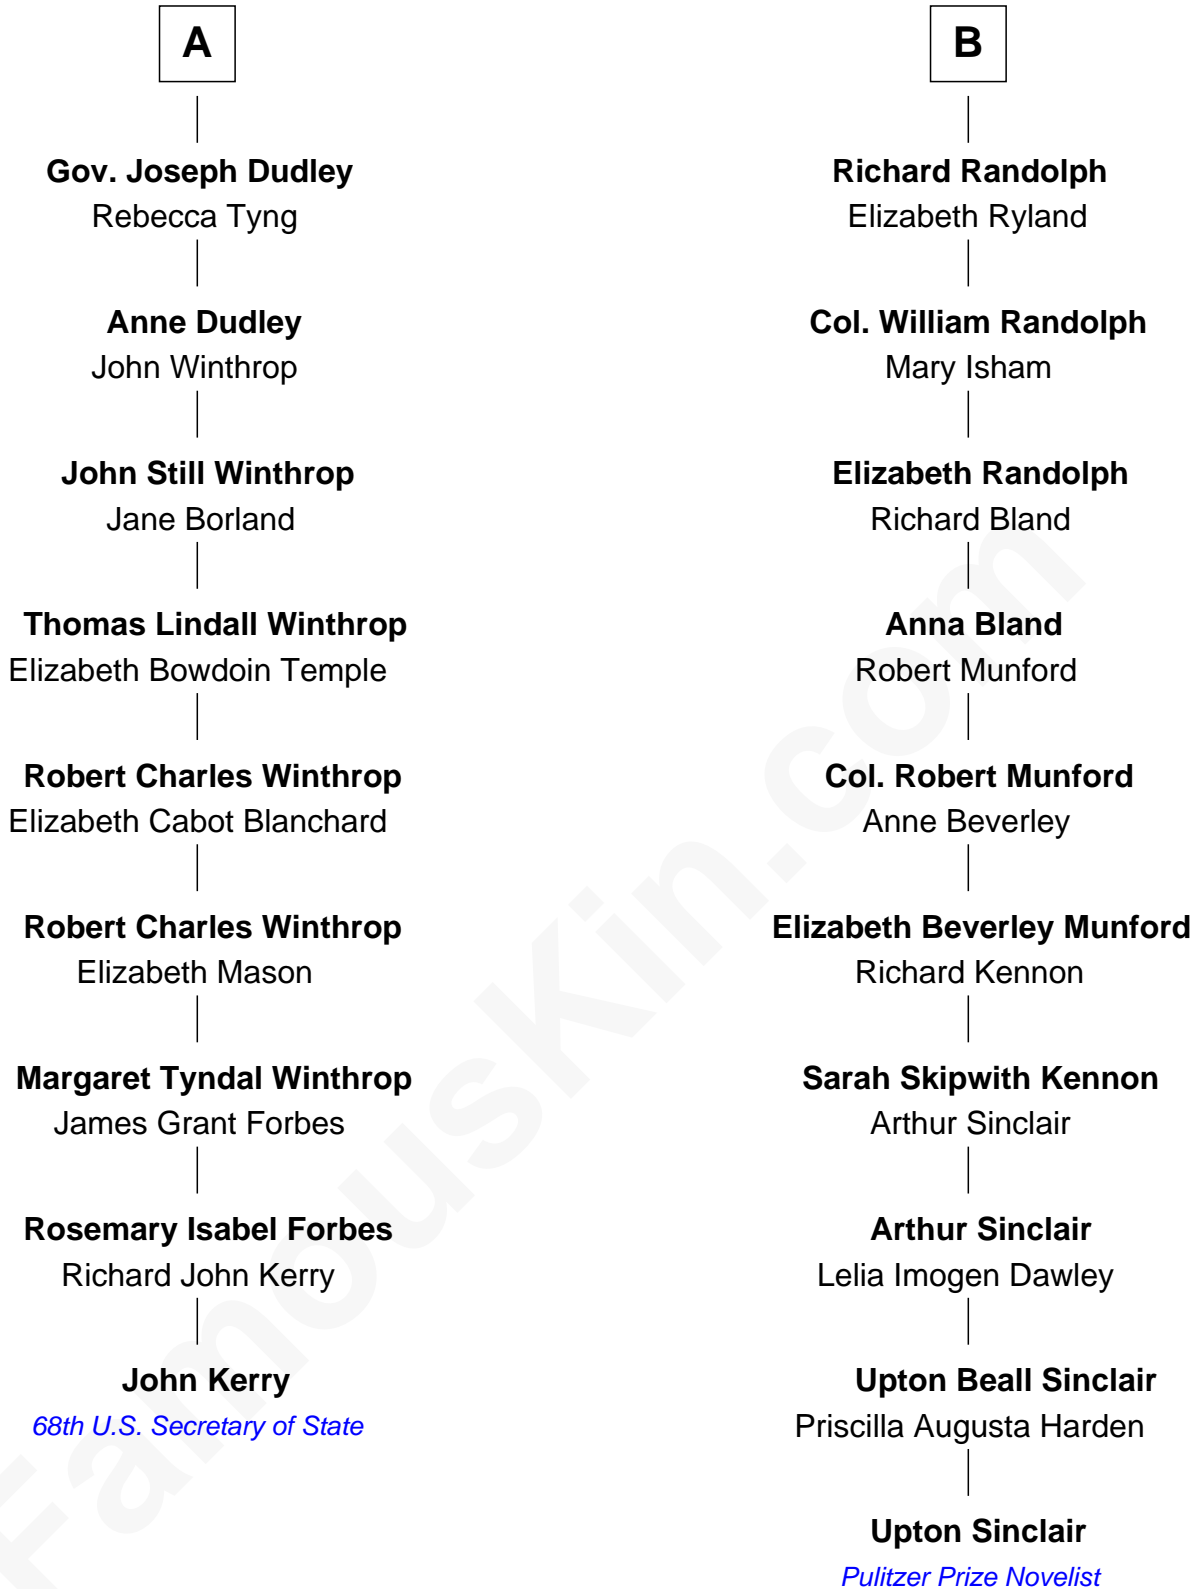 A
Gov. Joseph Dudley
Rebecca Tyng
Anne Dudley
John Winthrop
John Still Winthrop
Jane Borland
Thomas Lindall Winthrop
Elizabeth Bowdoin Temple
Robert Charles Winthrop
Elizabeth Cabot Blanchard
Robert Charles Winthrop
Elizabeth Mason
Margaret Tyndal Winthrop
James Grant Forbes
Rosemary Isabel Forbes
Richard John Kerry
John Kerry
68th U.S. Secretary of State
B
Richard Randolph
Elizabeth Ryland
Col. William Randolph
Mary Isham
Elizabeth Randolph
Richard Bland
Anna Bland
Robert Munford
Col. Robert Munford
Anne Beverley
Elizabeth Beverley Munford
Richard Kennon
Sarah Skipwith Kennon
Arthur Sinclair
Arthur Sinclair
Lelia Imogen Dawley
Upton Beall Sinclair
Priscilla Augusta Harden
Upton Sinclair
Pulitzer Prize Novelist
FamousKin.com